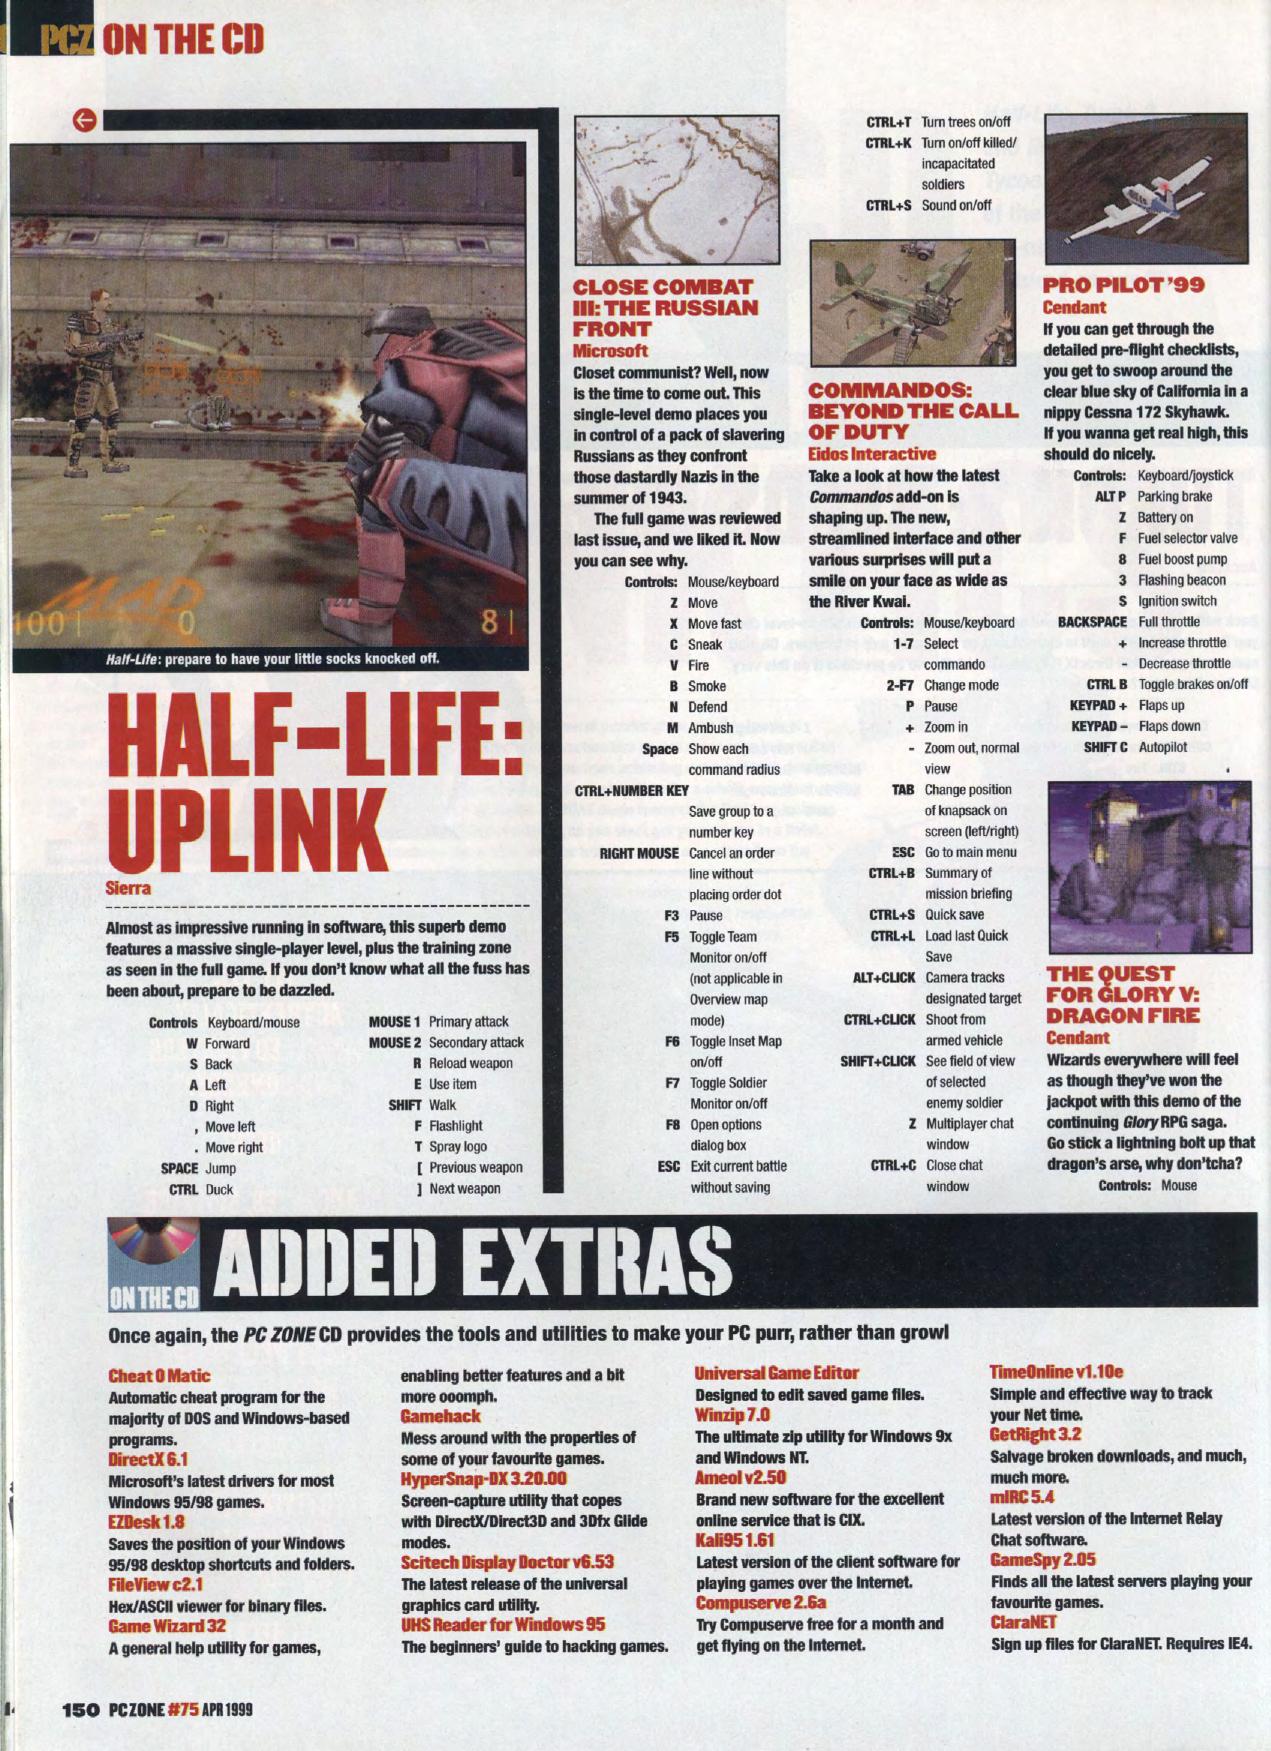 PCZ ON THE CD
100 0 8
MAD
Half-Life: prepare to have your little socks knocked off.
HALF-LIFE:
UPLINK
Sierra
Almost as impressive running in software, this superb demo
features a massive single-player level, plus the training zone
as seen in the full game. If you don't know what all the fuss has
been about, prepare to be dazzled.
Controls Keyboard/mouse
W Forward
S Back
A Left
D Right
, Move left
. Move right
SPACE Jump
CTRL Duck
MOUSE 1 Primary attack
MOUSE 2 Secondary attack
R Reload weapon
E Use item
SHIFT Walk
F Flashlight
T Spray logo
[ Previous weapon
] Next weapon
CLOSE COMBAT
III: THE RUSSIAN
FRONT
Microsoft
Closet communist? Well, now
is the time to come out. This
single-level demo places you
in control of a pack of slavering
Russians as they confront
those dastardly Nazis in the
summer of 1943.
The full game was reviewed
last issue, and we liked it. Now
you can see why.
Controls: Mouse/keyboard
Z Move
X Move fast
C Sneak
V Fire
B Smoke
N Defend
M Ambush
Space Show each
command radius
CTRL+NUMBER KEY
Save group to a
number key
RIGHT MOUSE Cancel an order
line without
placing order dot
F3 Pause
F5 Toggle Team
Monitor on/off
(not applicable in
Overview map
mode)
F6 Toggle Inset Map
on/off
F7 Toggle Soldier
Monitor on/off
F8 Open options
dialog box
ESC Exit current battle
without saving
CTRL+T Turn trees on/off
CTRL+K Turn on/off killed/
incapacitated
soldiers
CTRL+S Sound on/off
COMMANDOS:
BEYOND THE CALL
OF DUTY
Eidos Interactive
Take a look at how the latest
Commandos add-on is
shaping up. The new,
streamlined interface and other
various surprises will put a
smile on your face as wide as
the River Kwai.
Controls: Mouse/keyboard
1-7 Select
commando
2-F7 Change mode
P Pause
+ Zoom in
- Zoom out, normal
view
TAB Change position
of knapsack on
screen (left/right)
ESC Go to main menu
CTRL+B Summary of
mission briefing
CTRL+S Quick save
CTRL+L Load last Quick
Save
ALT+CLICK Camera tracks
designated target
CTRL+CLICK Shoot from
armed vehicle
SHIFT+CLICK See field of view
of selected
enemy soldier
Z Multiplayer chat
window
CTRL+C Close chat
window
PRO PILOT '99
Cendant
If you can get through the
detailed pre-flight checklists,
you get to swoop around the
clear blue sky of California in a
nippy Cessna 172 Skyhawk.
If you wanna get real high, this
should do nicely.
Controls: Keyboard/joystick
ALT P Parking brake
Z Battery on
F Fuel selector valve
8 Fuel boost pump
3 Flashing beacon
S Ignition switch
BACKSPACE Full throttle
+ Increase throttle
- Decrease throttle
CTRL B Toggle brakes on/off
KEYPAD + Flaps up
KEYPAD – Flaps down
SHIFT C Autopilot
THE QUEST
FOR GLORY V:
DRAGON FIRE
Cendant
Wizards everywhere will feel
as though they've won the
jackpot with this demo of the
continuing Glory RPG saga.
Go stick a lightning bolt up that
dragon's arse, why don'tcha?
Controls: Mouse
ON THE CD
ADDED EXTRAS
Once again, the PC ZONE CD provides the tools and utilities to make your PC purr, rather than growl
Cheat O Matic
Automatic cheat program for the
majority of DOS and Windows-based
programs.
DirectX 6.1
Microsoft's latest drivers for most
Windows 95/98 games.
EZDesk 1.8
Saves the position of your Windows
95/98 desktop shortcuts and folders.
FileView c2.1
Hex/ASCII viewer for binary files.
Game Wizard 32
A general help utility for games,
enabling better features and a bit
more ooomph.
Gamehack
Mess around with the properties of
some of your favourite games.
HyperSnap-DX 3.20.00
Screen-capture utility that copes
with DirectX/Direct3D and 3Dfx Glide
modes.
Scitech Display Doctor v6.53
The latest release of the universal
graphics card utility.
UHS Reader for Windows 95
The beginners' guide to hacking games.
Universal Game Editor
Designed to edit saved game files.
Winzip 7.0
The ultimate zip utility for Windows 9x
and Windows NT.
Ameol v2.50
Brand new software for the excellent
online service that is CIX.
Kali95 1.61
Latest version of the client software for
playing games over the Internet.
Compuserve 2.6a
Try Compuserve free for a month and
get flying on the Internet.
TimeOnline v1.10e
Simple and effective way to track
your Net time.
GetRight 3.2
Salvage broken downloads, and much,
much more.
mIRC 5.4
Latest version of the Internet Relay
Chat software.
GameSpy 2.05
Finds all the latest servers playing your
favourite games.
ClaraNET
Sign up files for ClaraNET. Requires IE4.
150 PCZONE #75 APR 1999